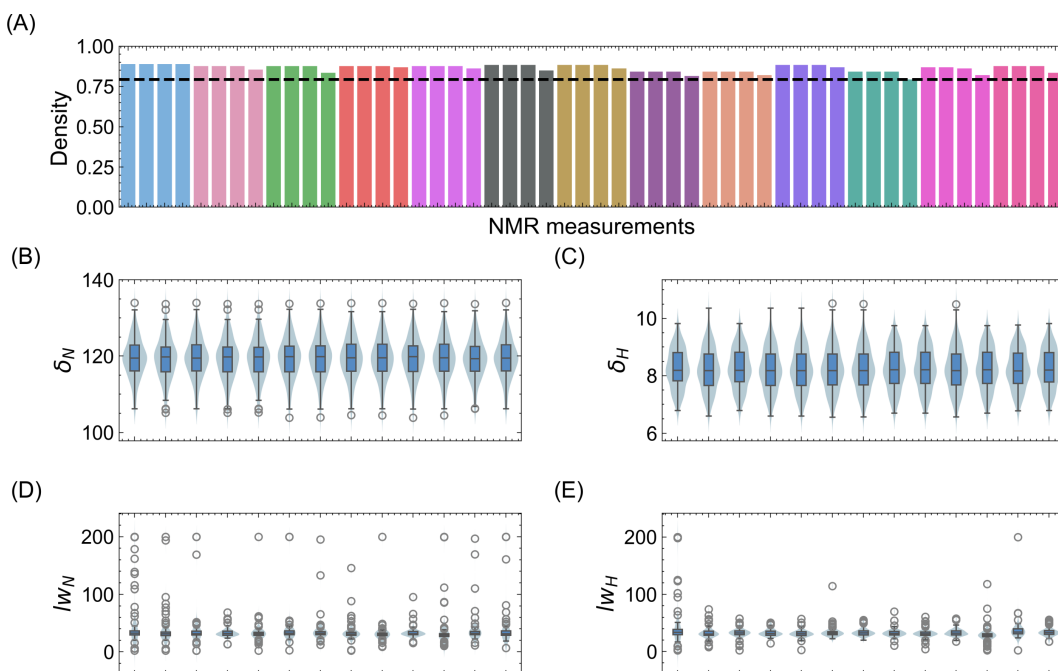 (A)
1.00
0.75
0.50
0.25
0.00
Density
NMR measurements
(B)
140
120
100
δN
(C)
10
8
6
δH
(D)
200
100
0
lwN
(E)
200
100
0
lwH